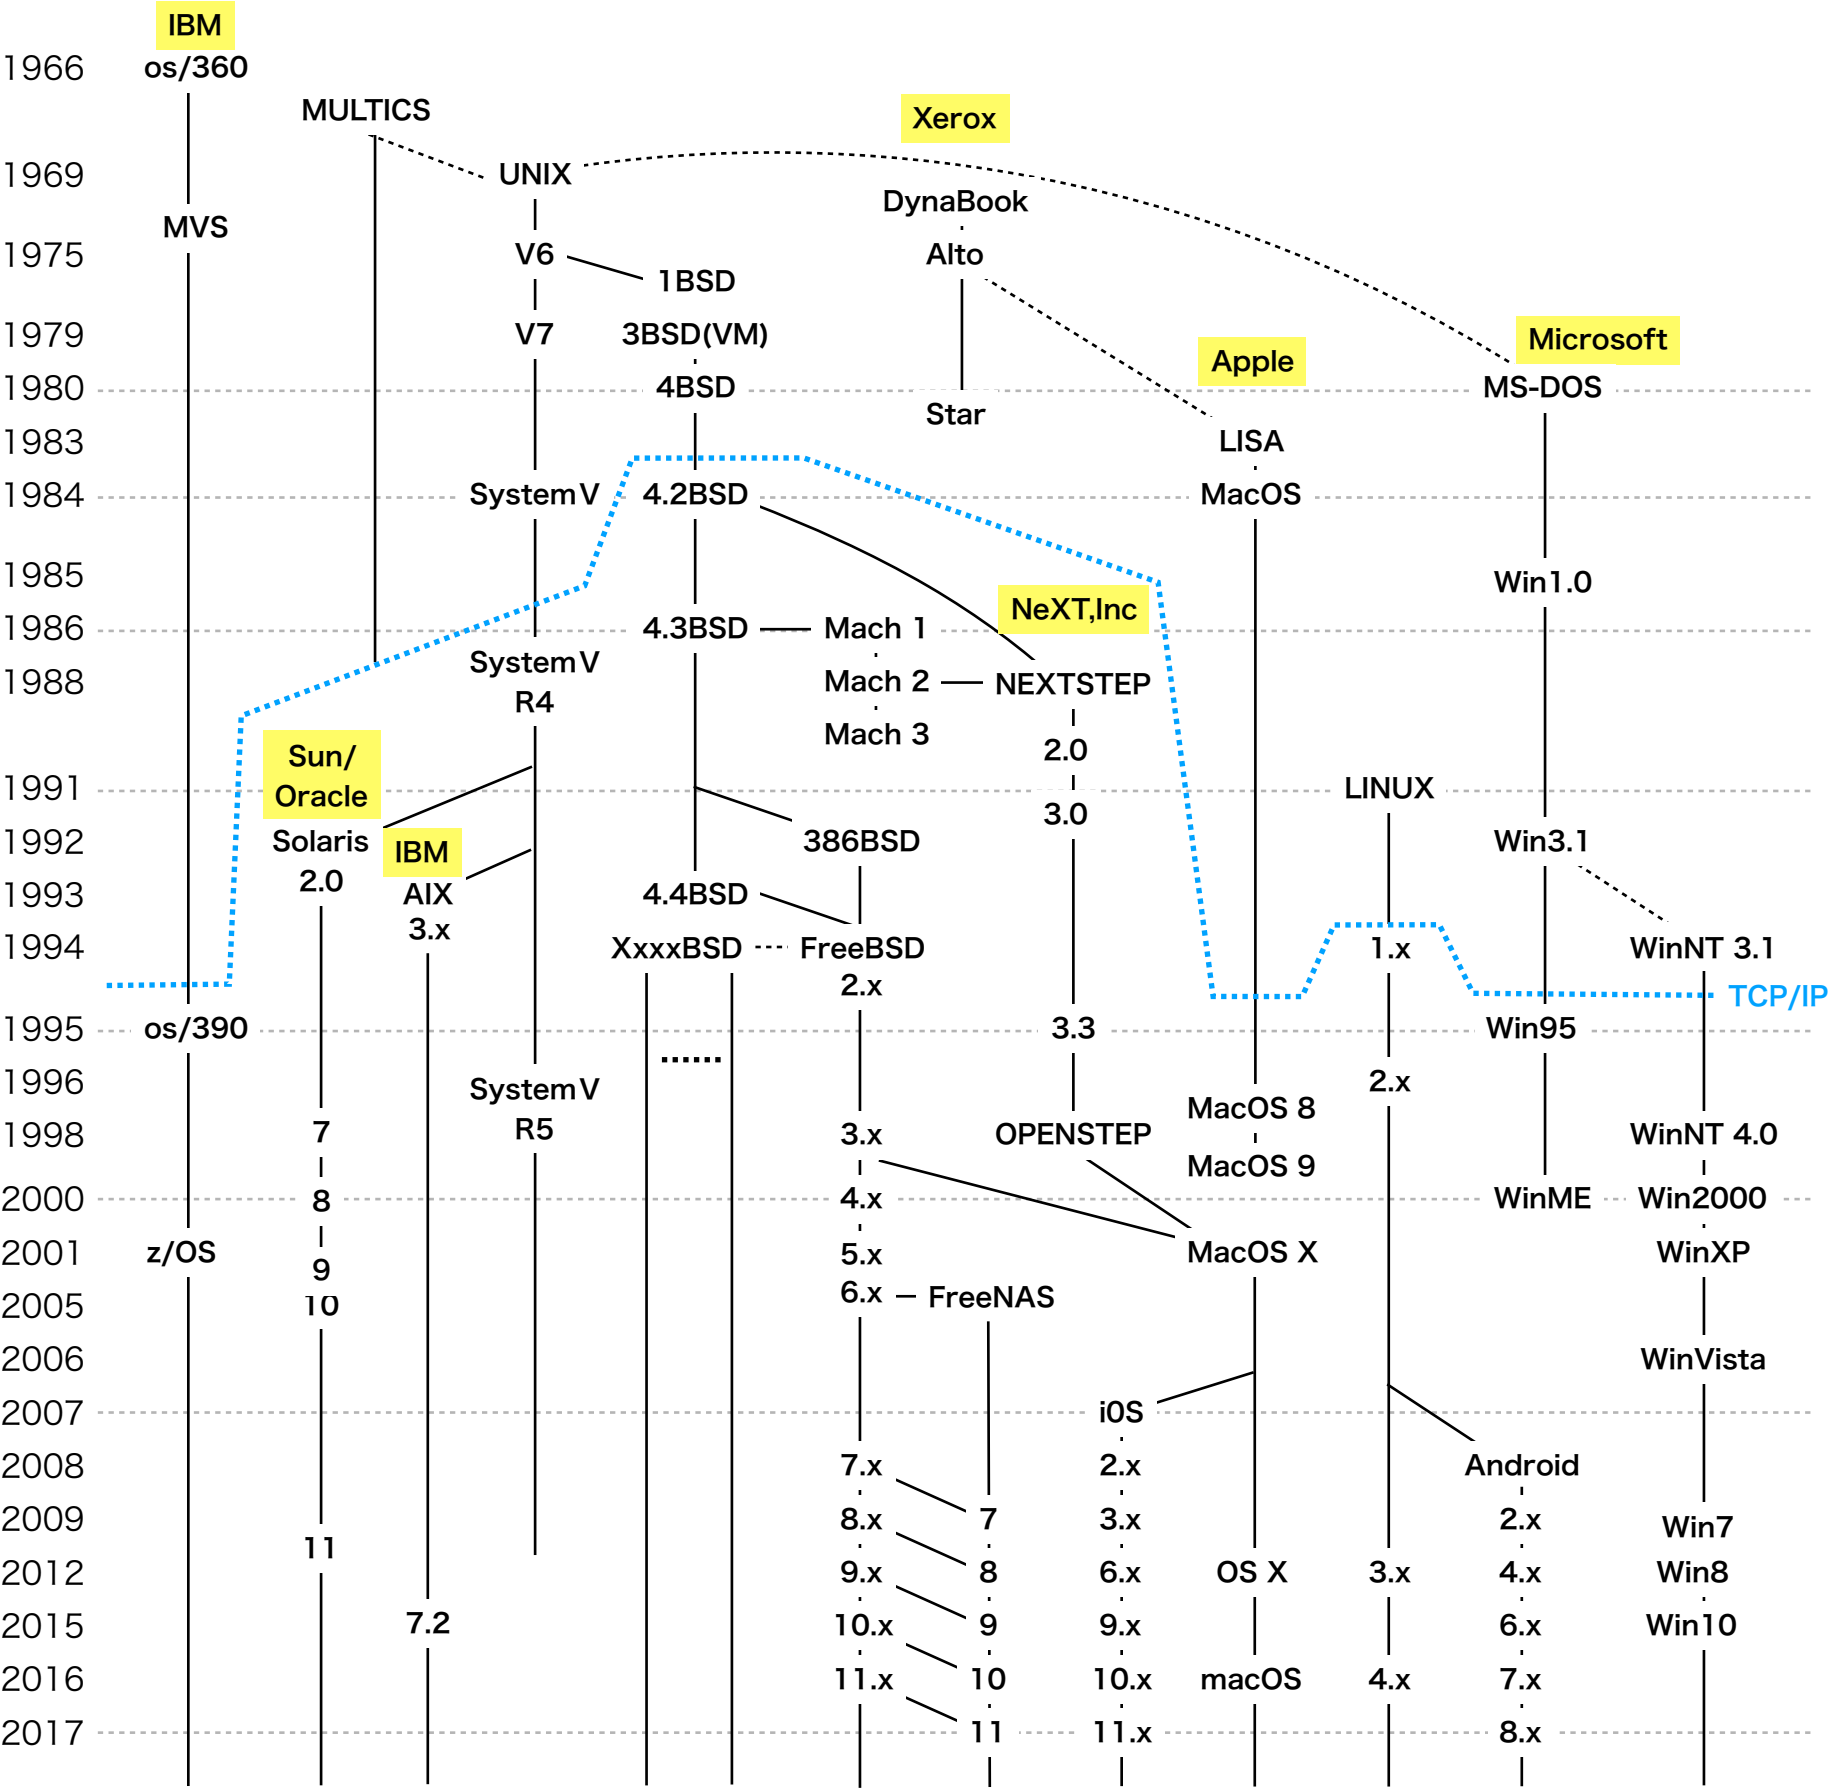 IBM
1966 os/360
MULTICS
Xerox
1969 UNIX
DynaBook
MVS
1975 V6 Alto
1BSD
1979 V7 3BSD(VM)
Microsoft
Apple
1980 4BSD MS-DOS
Star
1983 LISA
1984 SystemV 4.2BSD MacOS
1985 Win1.0
NeXT,Inc
1986 4.3BSD Mach 1
SystemV
1988 Mach 2 NEXTSTEP
R4
Mach 3
Sun/
2.0
Oracle
1991 LINUX
3.0
1992 Solaris 386BSD Win3.1
IBM
2.0
1993 AIX 4.4BSD
3.x
1994 XxxxBSD FreeBSD 1.x WinNT 3.1
2.x
TCP/IP
1995 os/390 3.3 Win95
......
1996 SystemV 2.x
MacOS 8
1998 7 R5 3.x OPENSTEP WinNT 4.0
MacOS 9
2000 8 4.x WinME Win2000
2001 z/OS 5.x MacOS X WinXP
9
6.x FreeNAS
2005 10
2006 WinVista
2007 i0S
2008 7.x 2.x Android
2009 8.x 7 3.x 2.x Win7
11
2012 9.x 8 6.x OS X 3.x 4.x Win8
2015 7.2 10.x 9 9.x 6.x Win10
2016 11.x 10 10.x macOS 4.x 7.x
2017 11 11.x 8.x